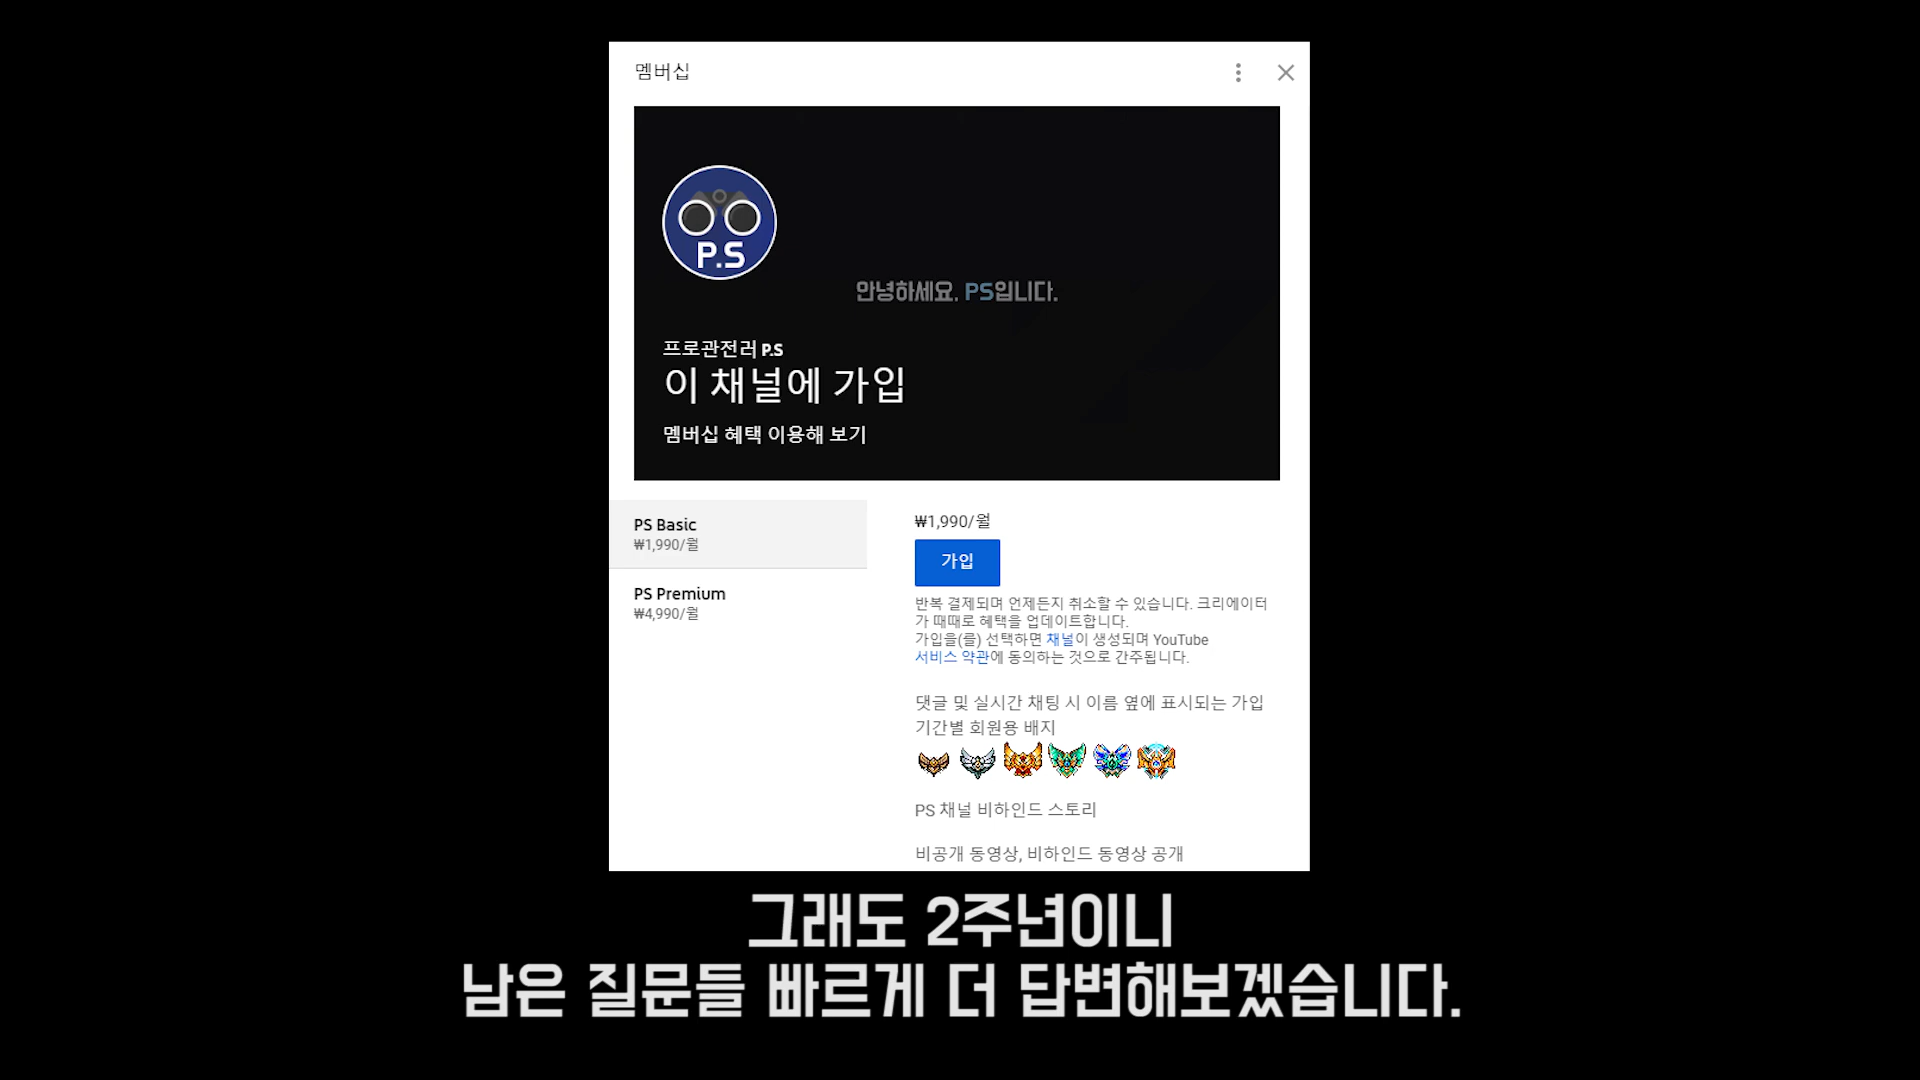 멤버십
P.S
안녕하세요. PS입니다.
프로관전러 P.S
이 채널에 가입
멤버십 혜택 이용해 보기
PS Basic
₩1,990/월
PS Premium
₩4,990/월
₩1,990/월
가입
반복 결제되며 언제든지 취소할 수 있습니다. 크리에이터
가 때때로 혜택을 업데이트합니다.
가입을(를) 선택하면 채널이 생성되며 YouTube
서비스 약관에 동의하는 것으로 간주됩니다.
댓글 및 실시간 채팅 시 이름 옆에 표시되는 가입
기간별 회원용 배지
PS 채널 비하인드 스토리
비공개 동영상, 비하인드 동영상 공개
그래도 2주년이니
남은 질문들 빠르게 더 답변해보겠습니다.